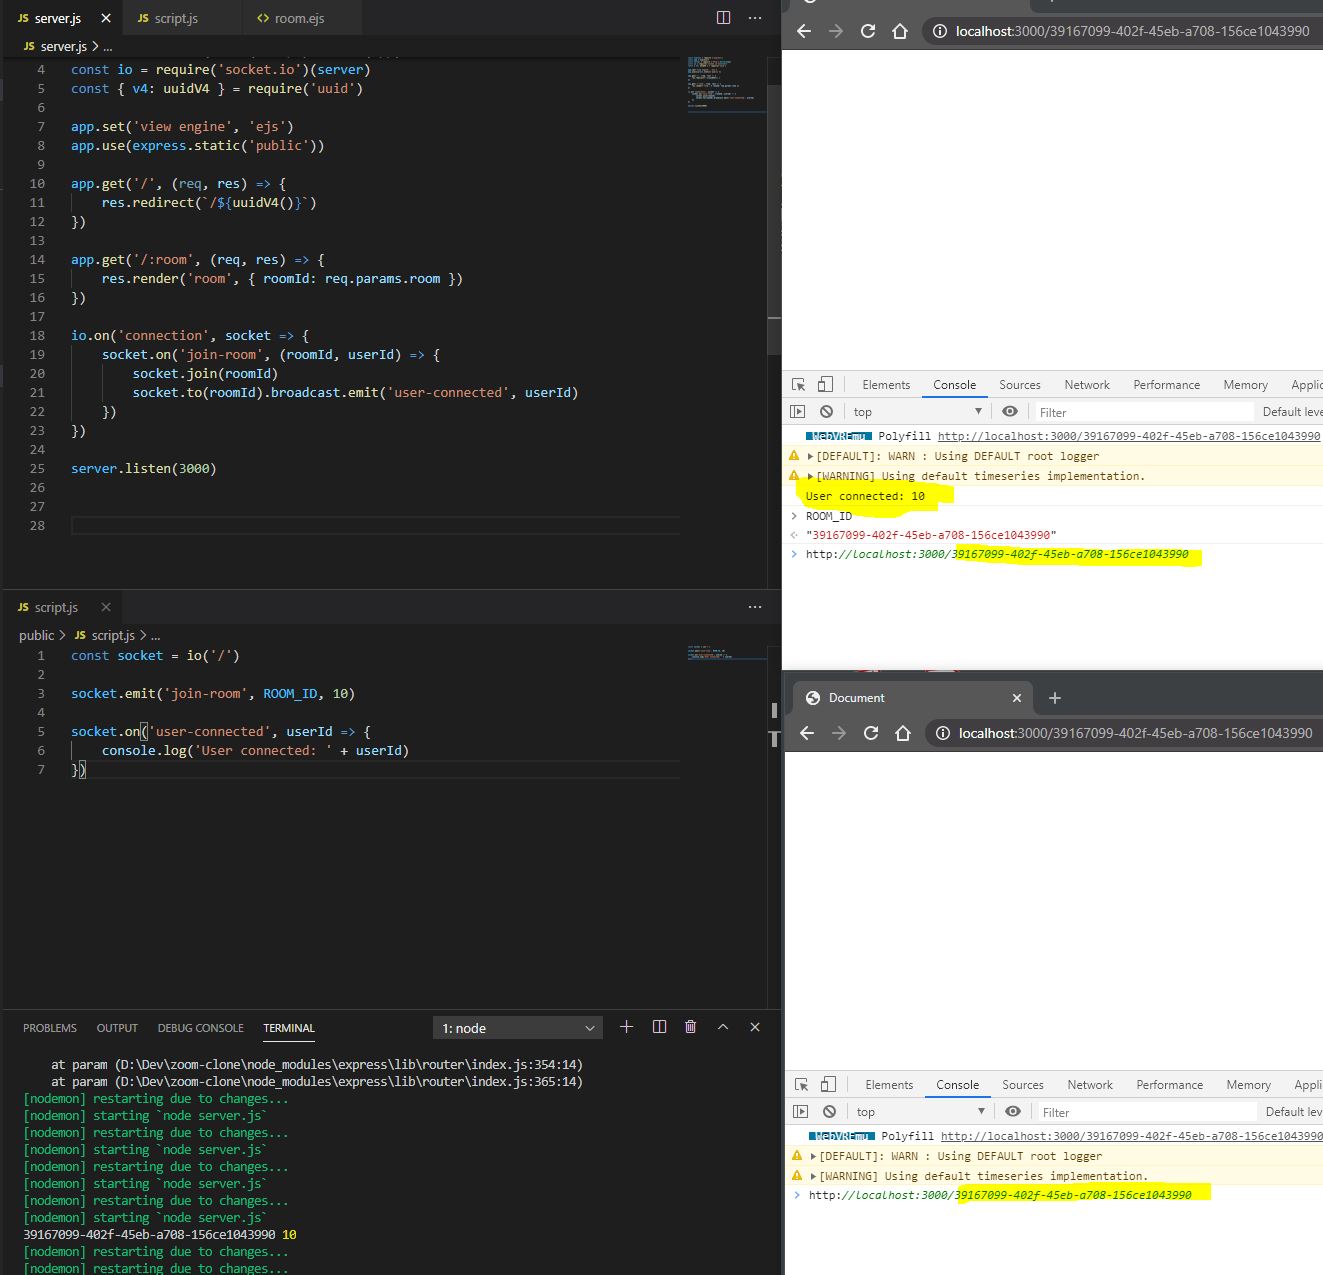 JS server.js ×
JS script.js
<> room.ejs
JS server.js > ...
4 const io = require('socket.io')(server)
5 const { v4: uuidV4 } = require('uuid')
6
7 app.set('view engine', 'ejs')
8 app.use(express.static('public'))
9
10 app.get('/', (req, res) => {
11 res.redirect(`/${uuidV4()}`)
12 })
13
14 app.get('/:room', (req, res) => {
15 res.render('room', { roomId: req.params.room })
16 })
17
18 io.on('connection', socket => {
19 socket.on('join-room', (roomId, userId) => {
20 socket.join(roomId)
21 socket.to(roomId).broadcast.emit('user-connected', userId)
22 })
23 })
24
25 server.listen(3000)
26
27
28
JS script.js ×
public > JS script.js > ...
1 const socket = io('/')
2
3 socket.emit('join-room', ROOM_ID, 10)
4
5 socket.on('user-connected', userId => {
6 console.log('User connected: ' + userId)
7 })
PROBLEMS OUTPUT DEBUG CONSOLE TERMINAL 1: node
at param (D:\Dev\zoom-clone\node_modules\express\lib\router\index.js:354:14)
at param (D:\Dev\zoom-clone\node_modules\express\lib\router\index.js:365:14)
[nodemon] restarting due to changes...
[nodemon] starting `node server.js`
[nodemon] restarting due to changes...
[nodemon] starting `node server.js`
[nodemon] restarting due to changes...
[nodemon] starting `node server.js`
[nodemon] restarting due to changes...
[nodemon] starting `node server.js`
39167099-402f-45eb-a708-156ce1043990 10
[nodemon] restarting due to changes...
[nodemon] restarting due to changes...
localhost:3000/39167099-402f-45eb-a708-156ce1043990
Elements Console Sources Network Performance Memory Applic
top Filter Default leve
WebVREmu Polyfill http://localhost:3000/39167099-402f-45eb-a708-156ce1043990
[DEFAULT]: WARN : Using DEFAULT root logger
[WARNING] Using default timeseries implementation.
User connected: 10
> ROOM_ID
"39167099-402f-45eb-a708-156ce1043990"
> http://localhost:3000/39167099-402f-45eb-a708-156ce1043990
Document ×
localhost:3000/39167099-402f-45eb-a708-156ce1043990
Elements Console Sources Network Performance Memory Appli
top Filter Default lev
WebVREmu Polyfill http://localhost:3000/39167099-402f-45eb-a708-156ce1043990
[DEFAULT]: WARN : Using DEFAULT root logger
[WARNING] Using default timeseries implementation.
> http://localhost:3000/39167099-402f-45eb-a708-156ce1043990